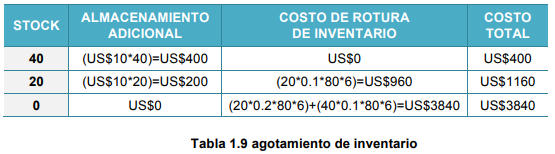 STOCK ALMACENAMIENTO ADICIONAL COSTO DE ROTURA DE INVENTARIO COSTO TOTAL
40 (US$10*40)=US$400 US$0 US$400
20 (US$10*20)=US$200 (20*0.1*80*6)=US$960 US$1160
0 US$0 (20*0.2*80*6)+(40*0.1*80*6)=US$3840 US$3840
Tabla 1.9 agotamiento de inventario